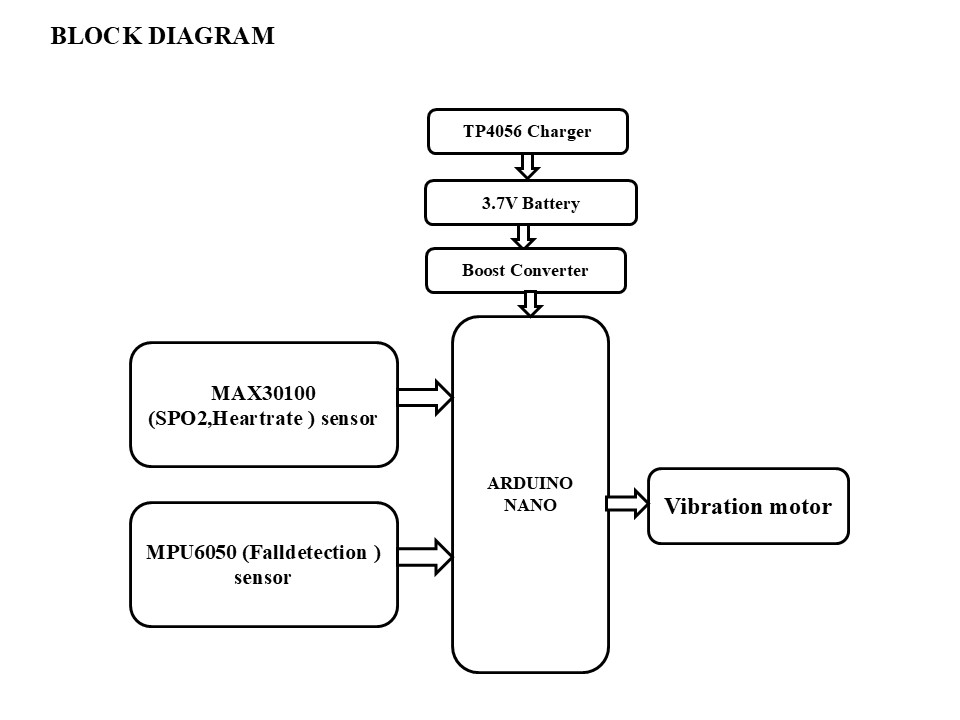 BLOCK DIAGRAM
TP4056 Charger
3.7V Battery
Boost Converter
MAX30100
(SPO2,Heartrate ) sensor
MPU6050 (Falldetection )
sensor
ARDUINO
NANO
Vibration motor